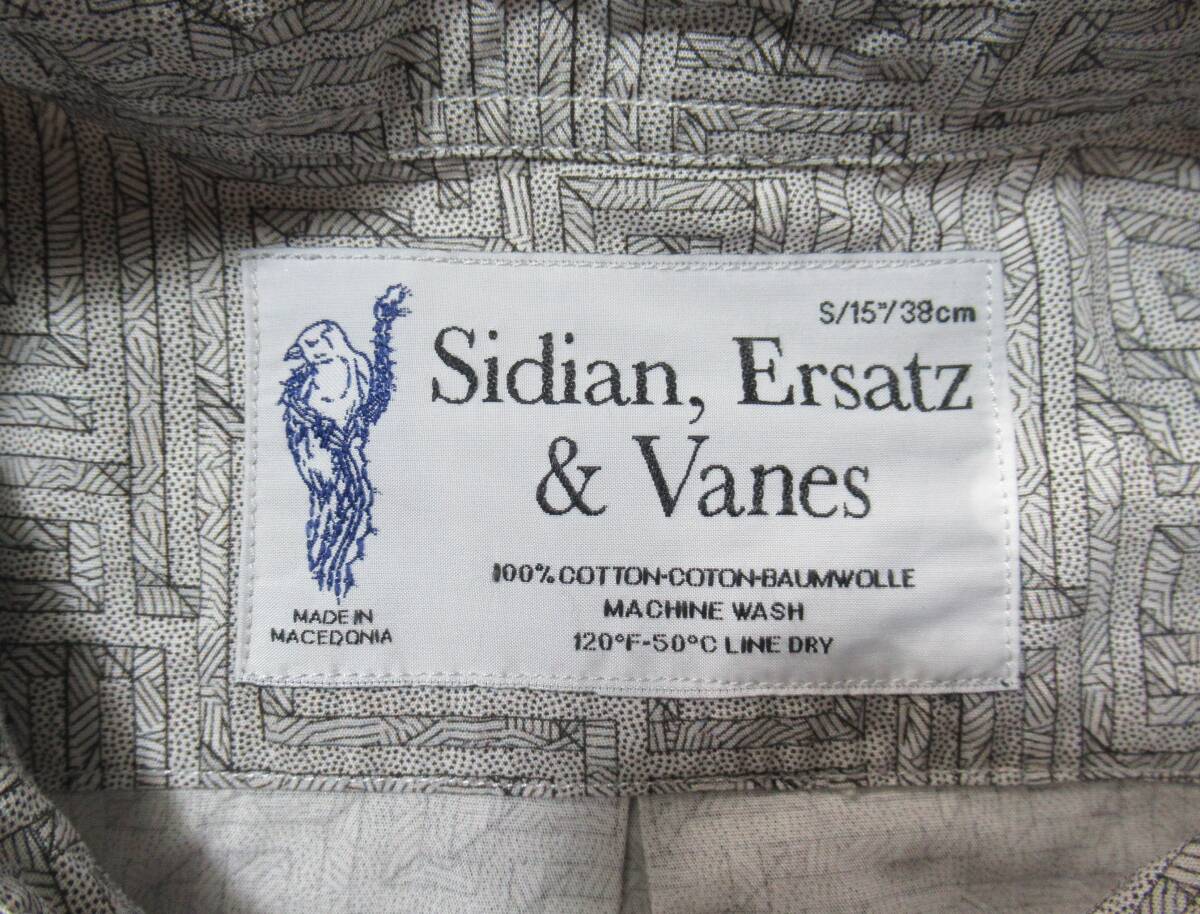 S/15"/38cm
Sidian, Ersatz
& Vanes
100% COTTON-COTON-BAUMWOLLE
MACHINE WASH
120°F-50°C LINE DRY
MADE IN
MACEDONIA